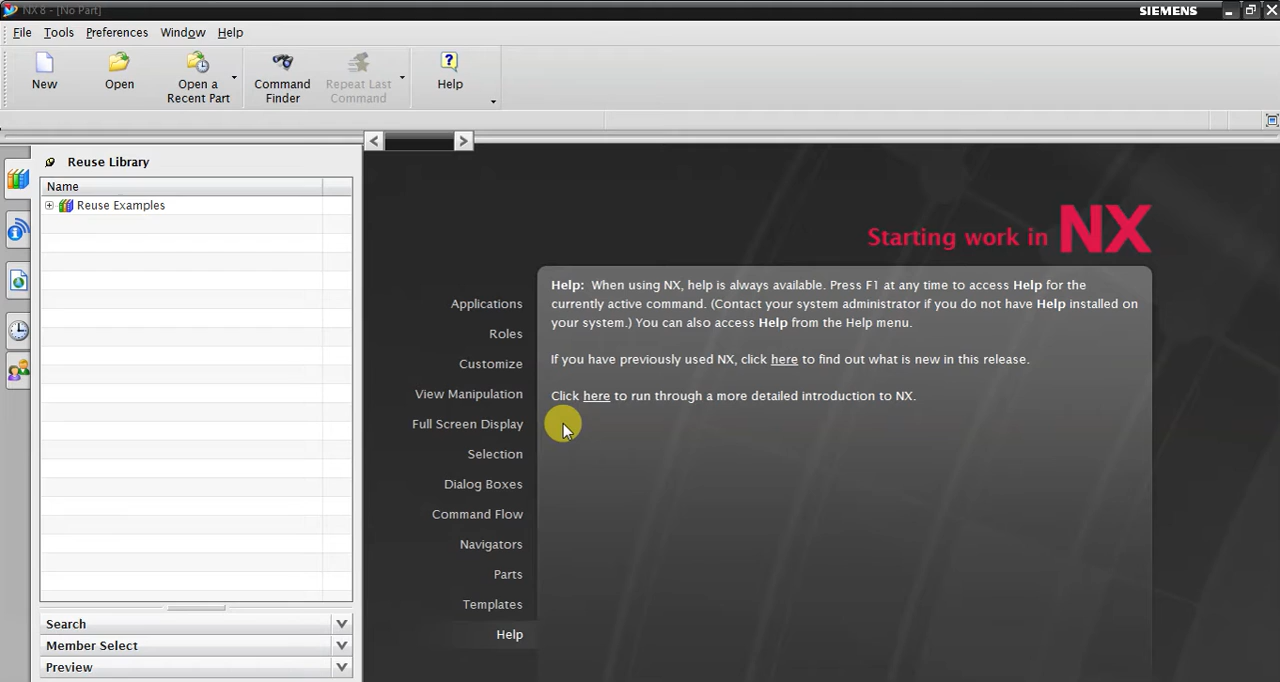 NX 8 - [No Part]
SIEMENS
File Tools Preferences Window Help
New
Open
Open a
Recent Part
Command
Finder
Repeat Last
Command
Help
Reuse Library
Name
Reuse Examples
Search
Member Select
Preview
Starting work in NX
Applications
Roles
Customize
View Manipulation
Full Screen Display
Selection
Dialog Boxes
Command Flow
Navigators
Parts
Templates
Help
Help: When using NX, help is always available. Press F1 at any time to access Help for the
currently active command. (Contact your system administrator if you do not have Help installed on
your system.) You can also access Help from the Help menu.
If you have previously used NX, click here to find out what is new in this release.
Click here to run through a more detailed introduction to NX.